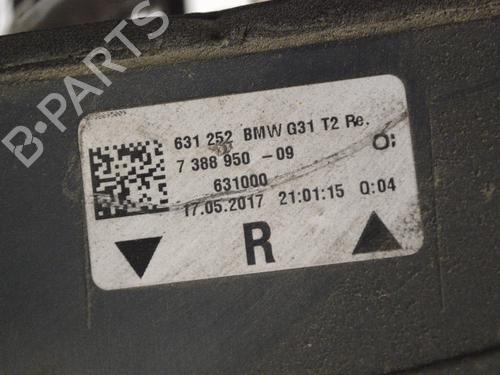 B-PARTS
631 252 BMW G31 T2 Re.
7 388 950 -09 O:
631000
17.05.2017 21:01:15 Q:04
R